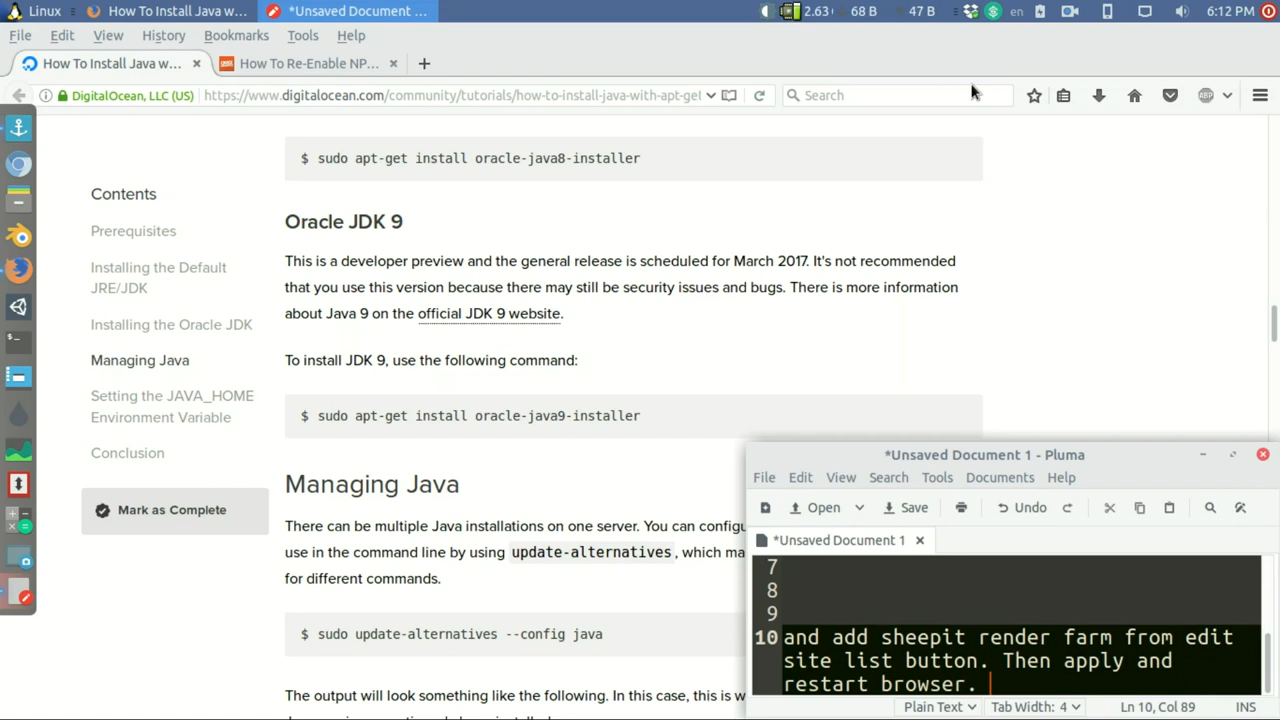 Linux
How To Install Java w...
*Unsaved Document ...
2.63
68 B
47 B
en
6:12 PM
File Edit View History Bookmarks Tools Help
How To Install Java w...
How To Re-Enable NP...
DigitalOcean, LLC (US)
https://www.digitalocean.com/community/tutorials/how-to-install-java-with-apt-get
Search
ABP
$ sudo apt-get install oracle-java8-installer
Contents
Prerequisites
Installing the Default
JRE/JDK
Installing the Oracle JDK
Managing Java
Setting the JAVA_HOME
Environment Variable
Conclusion
Mark as Complete
Oracle JDK 9
This is a developer preview and the general release is scheduled for March 2017. It's not recommended
that you use this version because there may still be security issues and bugs. There is more information
about Java 9 on the official JDK 9 website.
To install JDK 9, use the following command:
$ sudo apt-get install oracle-java9-installer
Managing Java
There can be multiple Java installations on one server. You can configu
use in the command line by using update-alternatives, which ma
for different commands.
$ sudo update-alternatives --config java
The output will look something like the following. In this case, this is w
*Unsaved Document 1 - Pluma
File Edit View Search Tools Documents Help
Open Save Undo
*Unsaved Document 1
7
8
9
10 and add sheepit render farm from edit
site list button. Then apply and
restart browser.
Plain Text Tab Width: 4 Ln 10, Col 89 INS